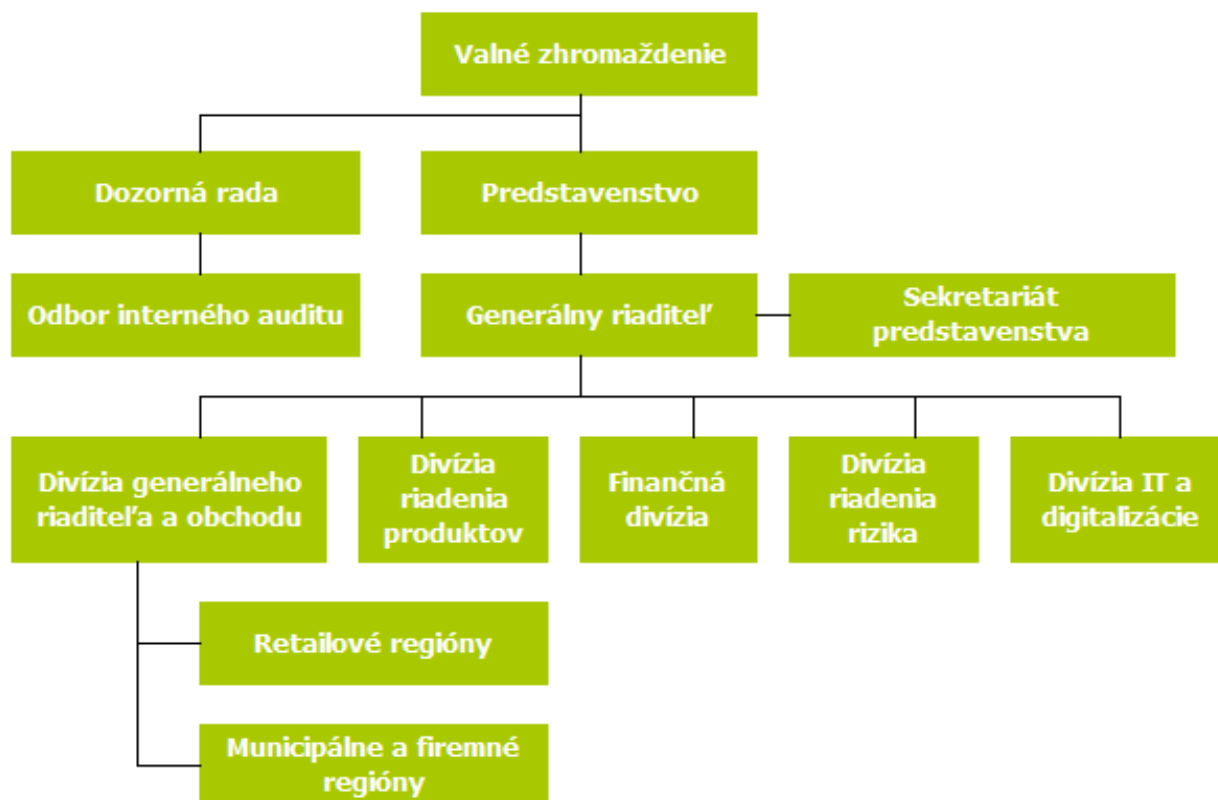 Valné zhromaždenie
Dozorná rada
Predstavenstvo
Odbor interného auditu
Generálny riaditeľ
Sekretariát
predstavenstva
Divízia generálneho
riaditeľa a obchodu
Divízia
riadenia
produktov
Finančná
divízia
Divízia
riadenia
rizika
Divízia IT a
digitalizácie
Retailové regióny
Municipálne a firemné
regióny